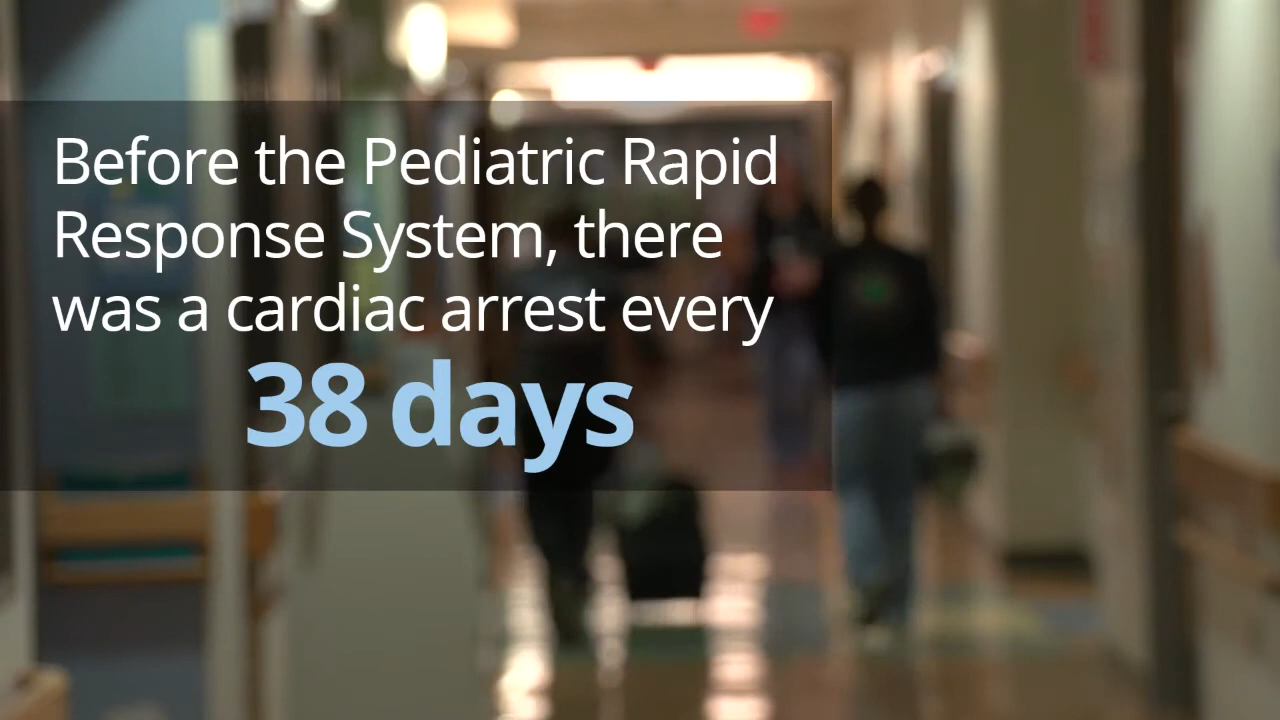 Before the Pediatric Rapid
Response System, there
was a cardiac arrest every
38 days